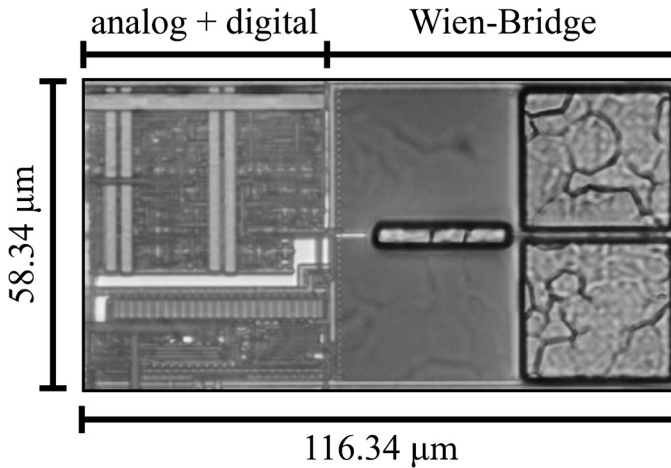 analog + digital
Wien-Bridge
58.34 μm
116.34 μm